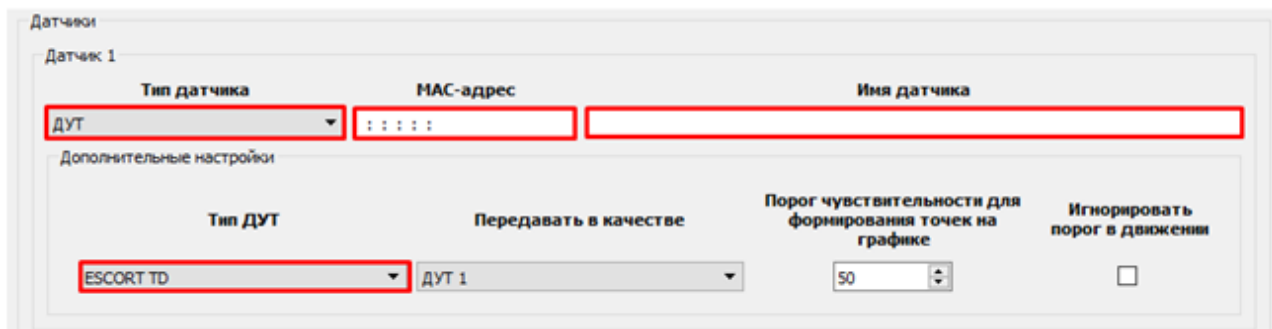 Датчики
Датчик 1
Тип датчика MAC-адрес Имя датчика
ДУТ : : : : :
Дополнительные настройки
Тип ДУТ Передавать в качестве Порог чувствительности для формирования точек на графике Игнорировать порог в движении
ESCORT TD ДУТ 1 50